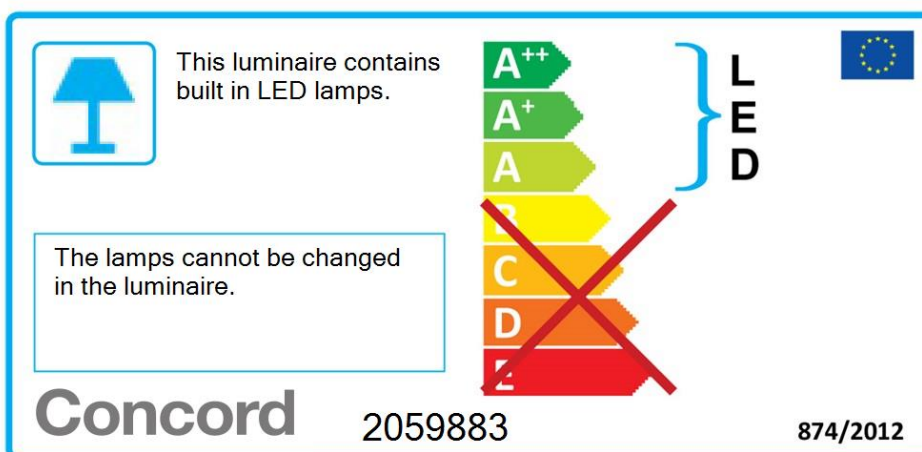 This luminaire contains
built in LED lamps.
A++
A+
A
B
C
D
E
L
E
D
The lamps cannot be changed
in the luminaire.
Concord
2059883
874/2012